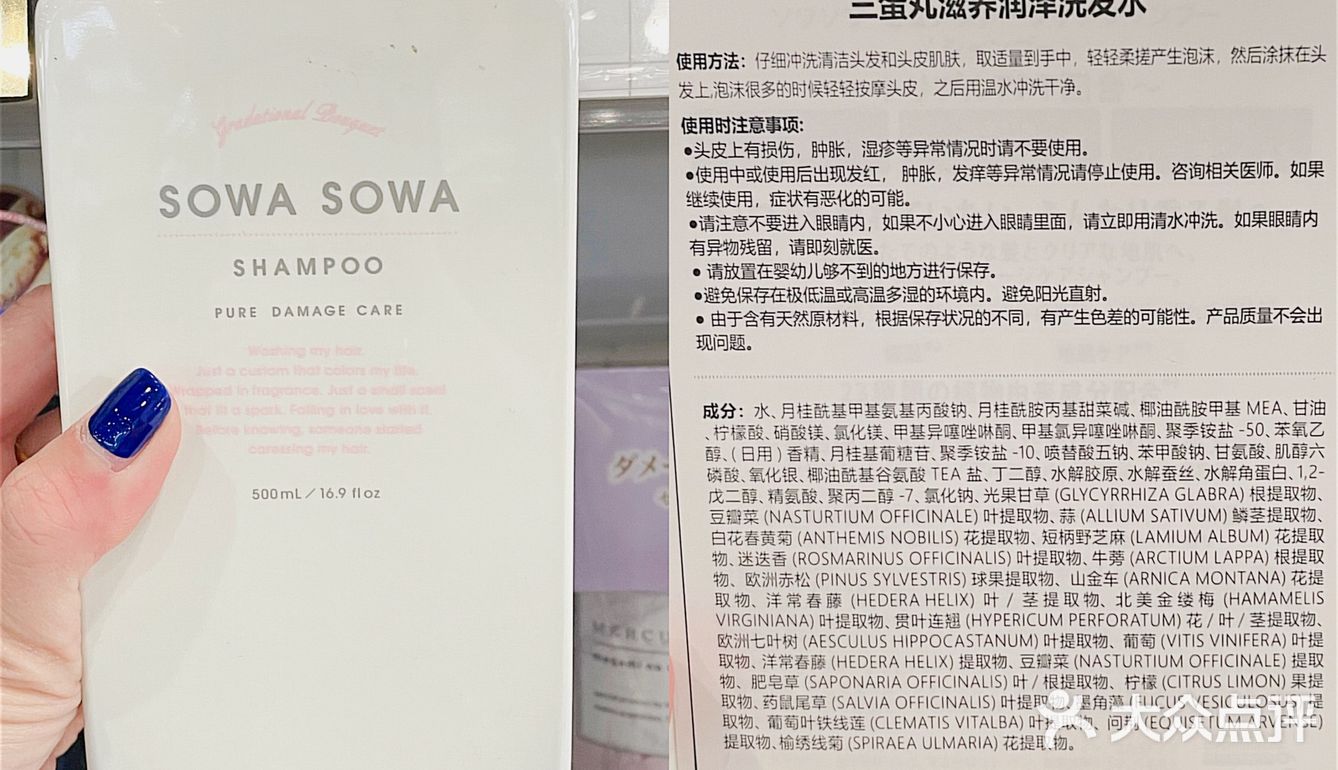 Gradational Bouquet
SOWA SOWA
SHAMPOO
PURE DAMAGE CARE
Washing my hair.
Just a custom that colors my life.
Wrapped in fragrance. Just a small scent
that lit a spark. Falling in love with it.
Before knowing, someone started
caressing my hair.
500mL／16.9 fl oz
ダメー
三蛋丸滋养润泽洗发水
使用方法：仔细冲洗清洁头发和头皮肌肤，取适量到手中，轻轻柔搓产生泡沫，然后涂抹在头
发上,泡沫很多的时候轻轻按摩头皮，之后用温水冲洗干净。
使用时注意事项:
●头皮上有损伤，肿胀，湿疹等异常情况时请不要使用。
●使用中或使用后出现发红， 肿胀，发痒等异常情况请停止使用。咨询相关医师。如果
继续使用，症状有恶化的可能。
●请注意不要进入眼睛内，如果不小心进入眼睛里面，请立即用清水冲洗。如果眼睛内
有异物残留，请即刻就医。
● 请放置在婴幼儿够不到的地方进行保存。
●避免保存在极低温或高温多湿的环境内。避免阳光直射。
● 由于含有天然原材料，根据保存状况的不同，有产生色差的可能性。产品质量不会出
现问题。
成分：水、月桂酰基甲基氨基丙酸钠、月桂酰胺丙基甜菜碱、椰油酰胺甲基 MEA、甘油
、柠檬酸、硝酸镁、氯化镁、甲基异噻唑啉酮、甲基氯异噻唑啉酮、聚季铵盐 -50、苯氧乙
醇、(日用) 香精、月桂基葡糖苷、聚季铵盐 -10、喷替酸五钠、苯甲酸钠、甘氨酸、肌醇六
磷酸、氧化银、椰油酰基谷氨酸 TEA 盐、丁二醇、水解胶原、水解蚕丝、水解角蛋白、1,2-
戊二醇、精氨酸、聚丙二醇 -7、氯化钠、光果甘草 (GLYCYRRHIZA GLABRA) 根提取物、
豆瓣菜 (NASTURTIUM OFFICINALE) 叶提取物、蒜 (ALLIUM SATIVUM) 鳞茎提取物、
白花春黄菊 (ANTHEMIS NOBILIS) 花提取物、短柄野芝麻 (LAMIUM ALBUM) 花提取
物、迷迭香 (ROSMARINUS OFFICINALIS) 叶提取物、牛蒡 (ARCTIUM LAPPA) 根提取
物、欧洲赤松 (PINUS SYLVESTRIS) 球果提取物、山金车 (ARNICA MONTANA) 花提
取物、洋常春藤 (HEDERA HELIX) 叶 / 茎提取物、北美金缕梅 (HAMAMELIS
VIRGINIANA) 叶提取物、贯叶连翘 (HYPERICUM PERFORATUM) 花 / 叶 / 茎提取物、
欧洲七叶树 (AESCULUS HIPPOCASTANUM) 叶提取物、葡萄 (VITIS VINIFERA) 叶提
取物、洋常春藤 (HEDERA HELIX) 提取物、豆瓣菜 (NASTURTIUM OFFICINALE) 提取
物、肥皂草 (SAPONARIA OFFICINALIS) 叶 / 根提取物、柠檬 (CITRUS LIMON) 果提
取物、药鼠尾草 (SALVIA OFFICINALIS) 叶提取物、墨角藻 (FUCUS VESICULOSUS) 提
取物、葡萄叶铁线莲 (CLEMATIS VITALBA) 叶提取物、问荆 (EQUISETUM ARVENSE)
提取物、榆绣线菊 (SPIRAEA ULMARIA) 花提取物。
大众点评